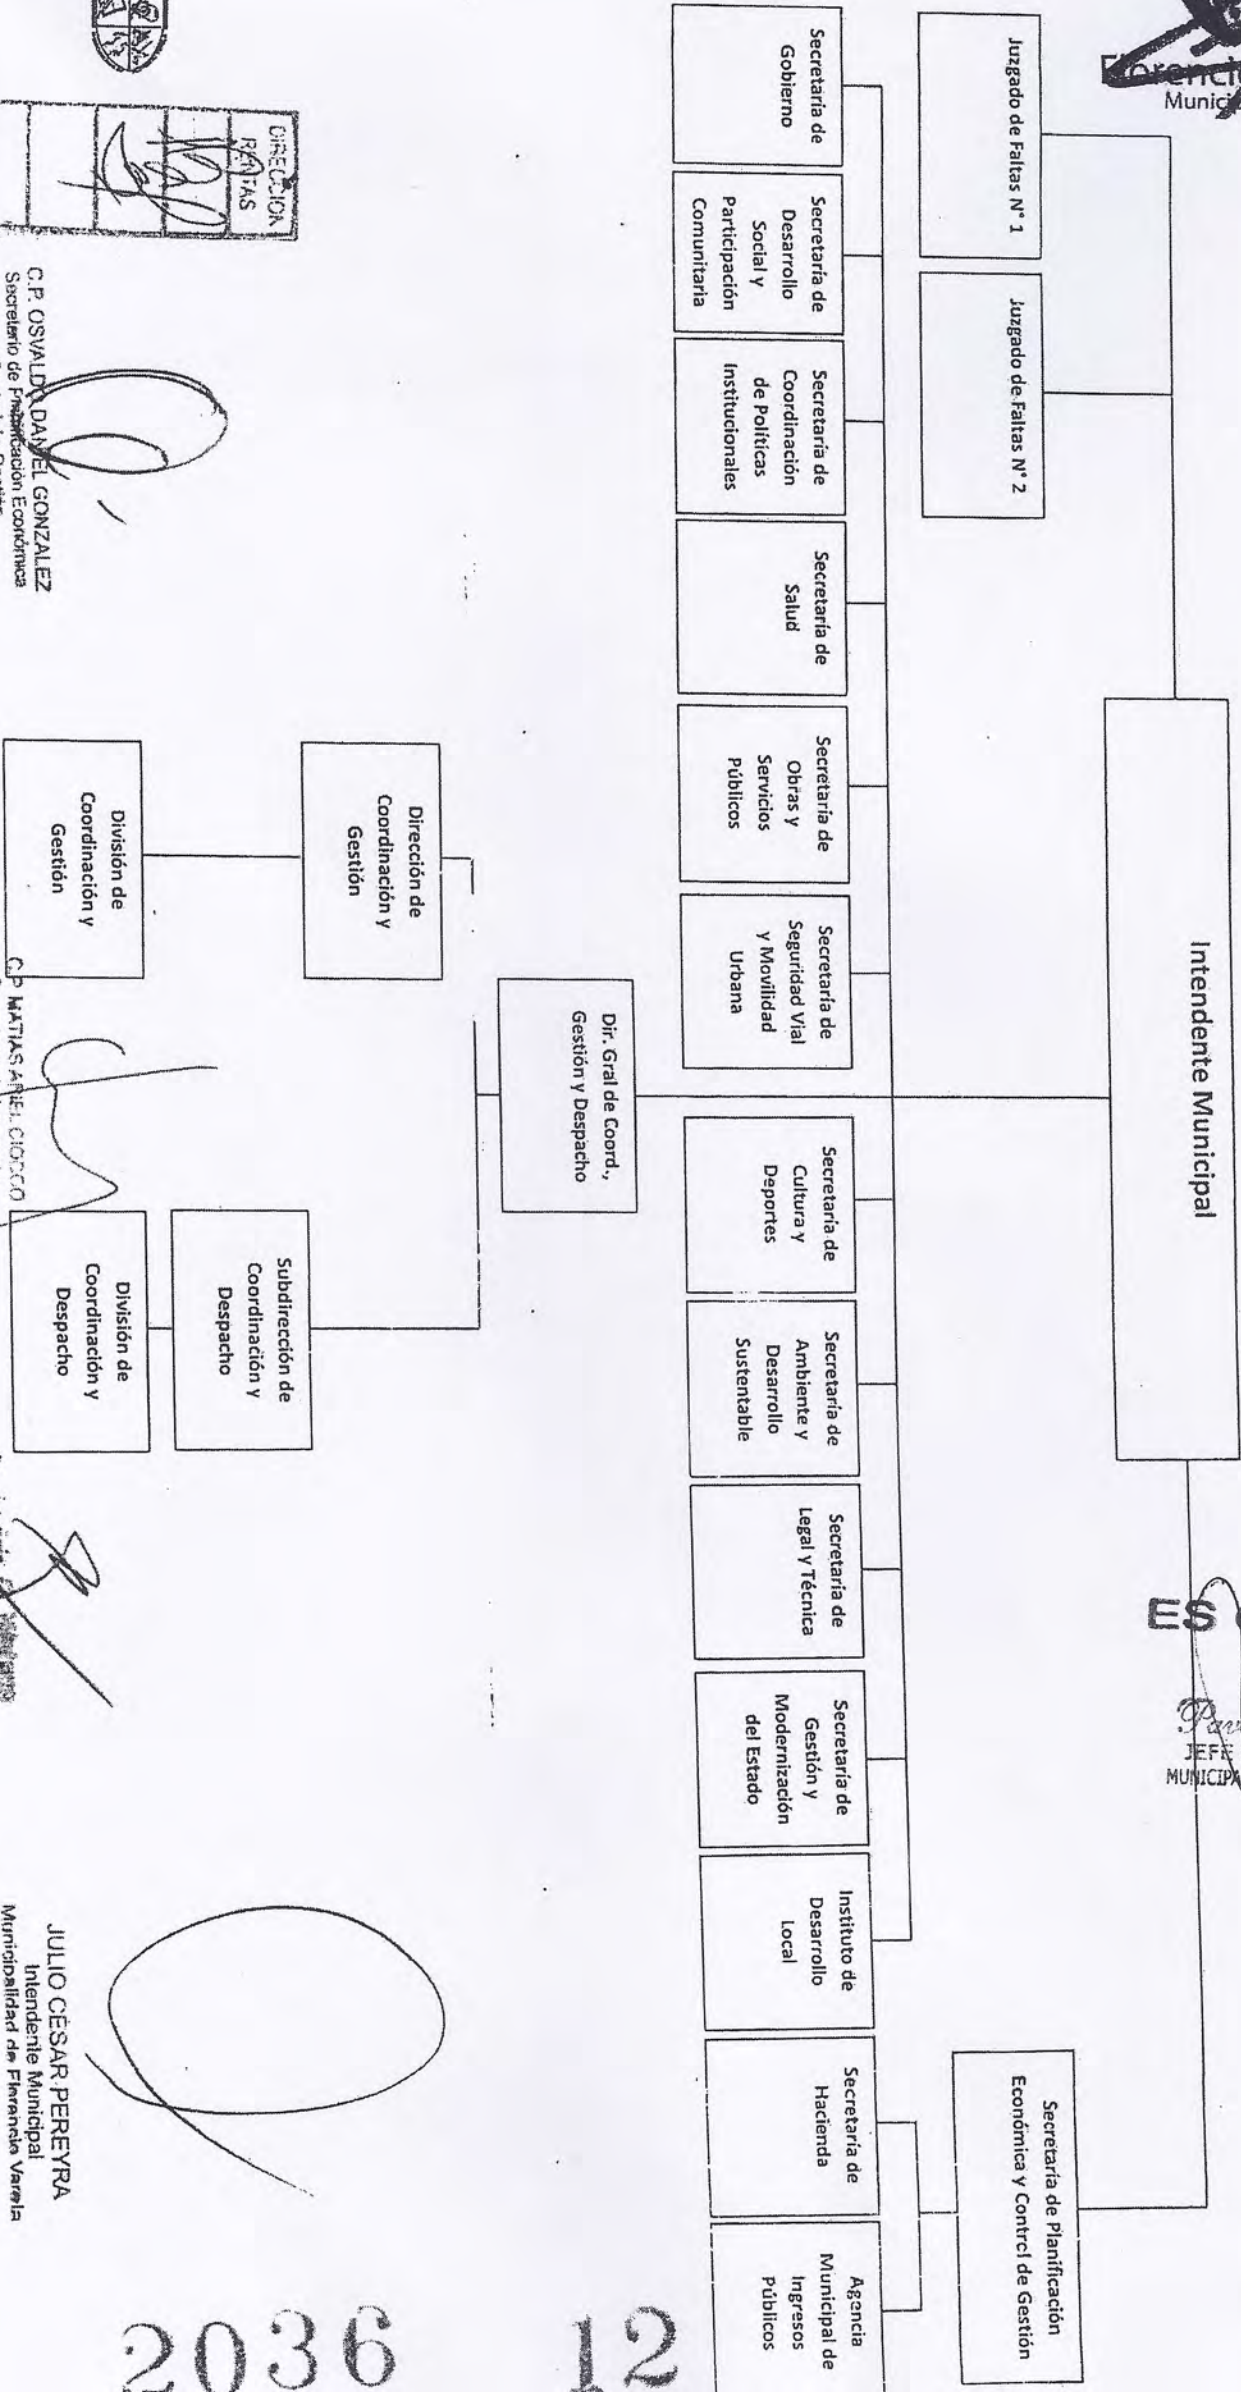 Intendente Municipal
Juzgado de Faltas N° 1
Juzgado de Faltas N° 2
Secretaría de Planificación
Económica y Control de Gestión
Secretaría de
Gobierno
Secretaría de
Desarrollo
Social y
Participación
Comunitaria
Secretaría de
Coordinación
de Políticas
Institucionales
Secretaría de
Salud
Secretaría de
Obras y
Servicios
Públicos
Secretaría de
Seguridad Vial
y Movilidad
Urbana
Secretaría de
Cultura y
Deportes
Secretaría de
Ambiente y
Desarrollo
Sustentable
Secretaría de
Legal y Técnica
Secretaría de
Gestión y
Modernización
del Estado
Instituto de
Desarrollo
Local
Secretaría de
Hacienda
Agencia
Municipal de
Ingresos
Públicos
Dir. Gral de Coord.,
Gestión y Despacho
Dirección de
Coordinación y
Gestión
Subdirección de
Coordinación y
Despacho
División de
Coordinación y
Gestión
División de
Coordinación y
Despacho
ES
JEFE
DIRECCION
RENTAS
C.P. OSVALDO DANIEL GONZALEZ
Secretario de Planificación Económica
C.P. MATIAS ARIEL CIOCCO
JULIO CÉSAR PEREYRA
Intendente Municipal
Municipalidad de Florencio Varela
12
2036